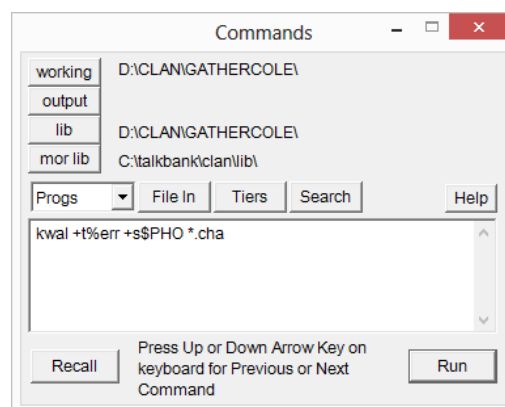 Commands
working D:\CLAN\GATHERCOLE\
output
lib D:\CLAN\GATHERCOLE\
mor lib C:\talkbank\clan\lib\
Progs File In Tiers Search Help
kwal +t%err +s$PHO *.cha
Recall Press Up or Down Arrow Key on keyboard for Previous or Next Command Run